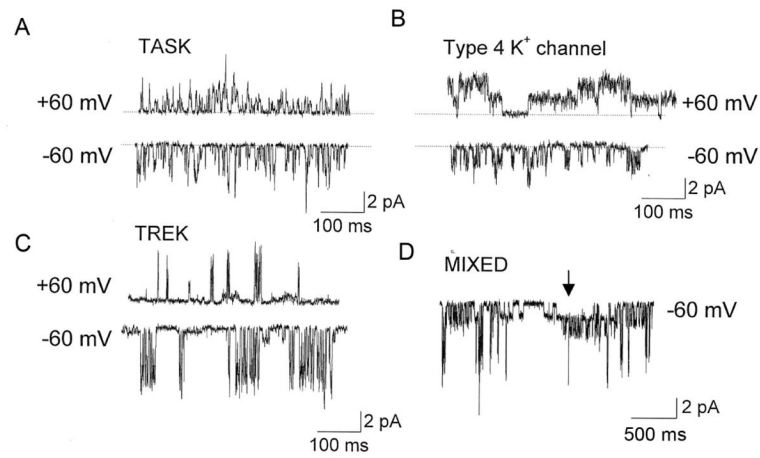 A
TASK
+60 mV
-60 mV
2 pA
100 ms
B
Type 4 K⁺ channel
+60 mV
-60 mV
2 pA
100 ms
C
TREK
+60 mV
-60 mV
2 pA
100 ms
D
MIXED
-60 mV
2 pA
500 ms